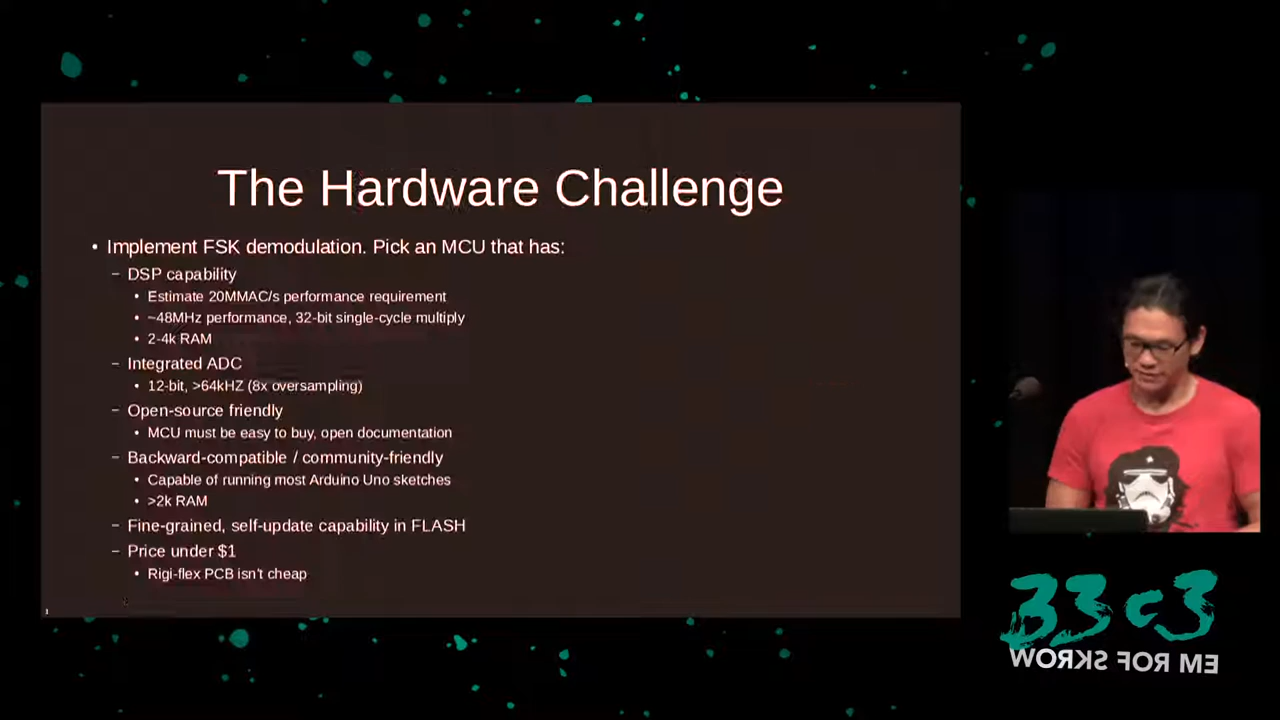 The Hardware Challenge
• Implement FSK demodulation. Pick an MCU that has:
– DSP capability
• Estimate 20MMAC/s performance requirement
• ~48MHz performance, 32-bit single-cycle multiply
• 2-4k RAM
– Integrated ADC
• 12-bit, >64kHZ (8x oversampling)
– Open-source friendly
• MCU must be easy to buy, open documentation
– Backward-compatible / community-friendly
• Capable of running most Arduino Uno sketches
• >2k RAM
– Fine-grained, self-update capability in FLASH
– Price under $1
• Rigi-flex PCB isn't cheap
33c3
WORKS FOR ME